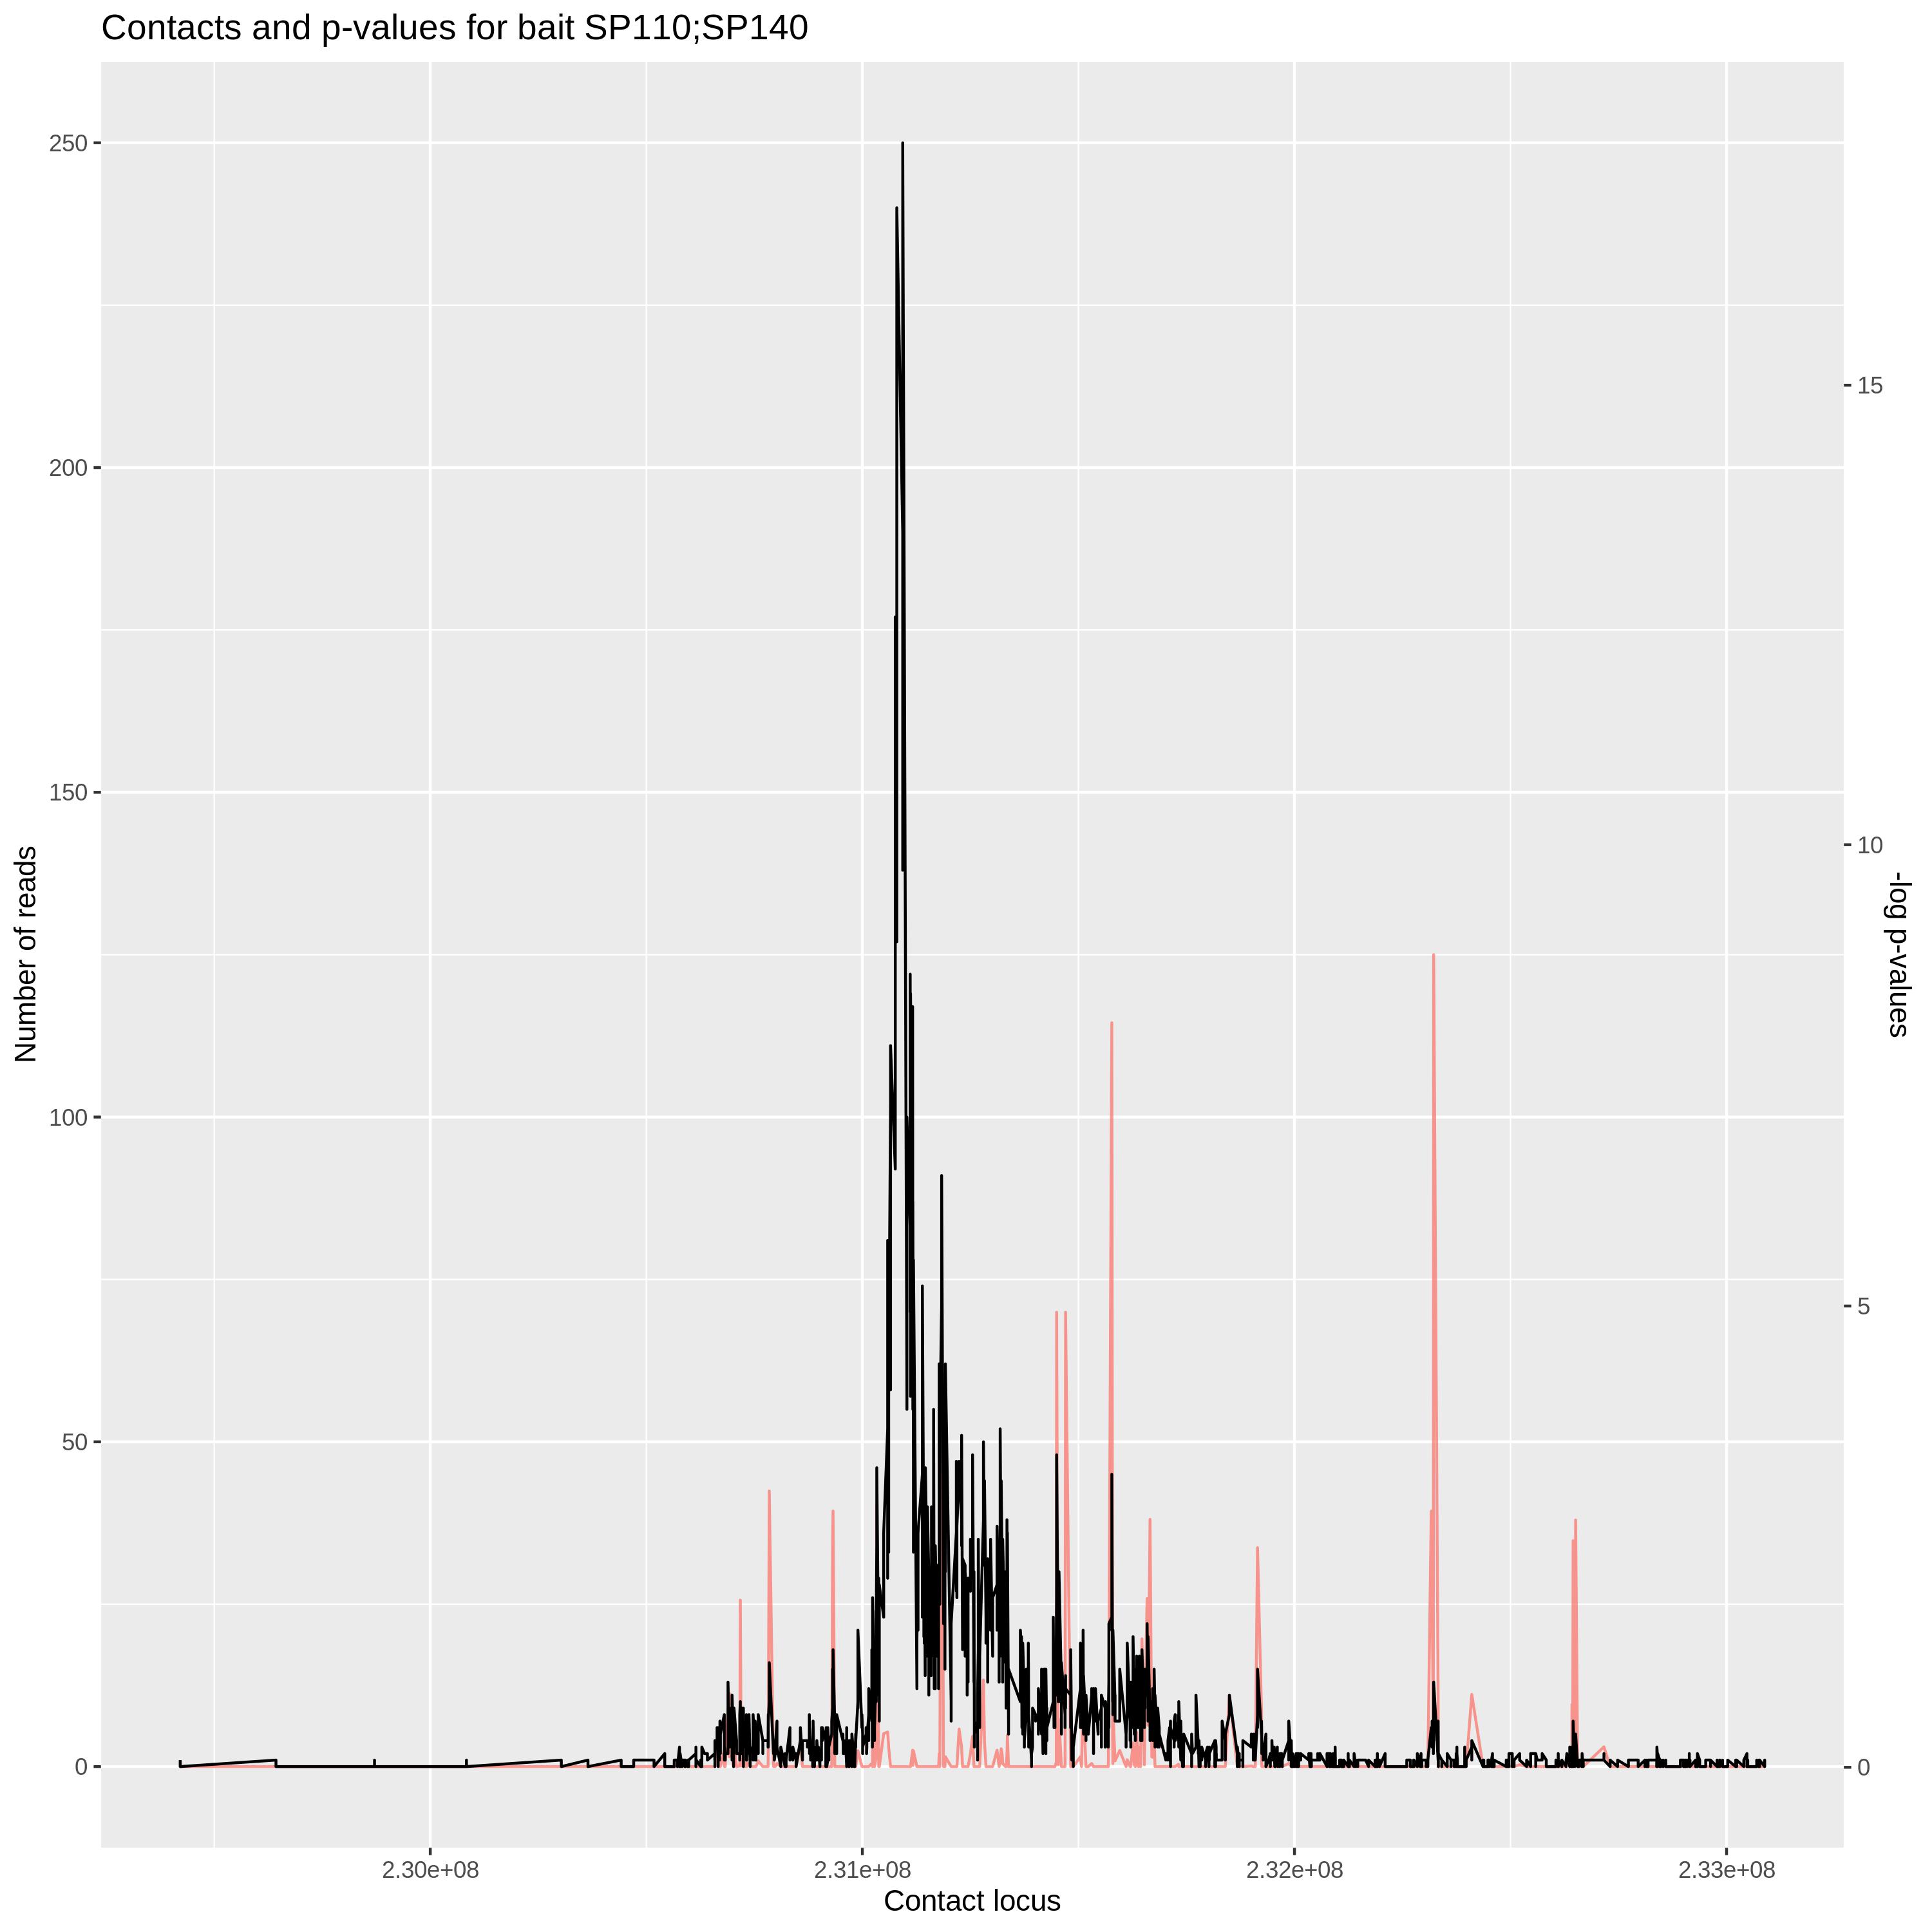 Contacts and p-values for bait SP110;SP140
250
200
150
100
50
0
Number of reads
15
10
5
0
-log p-values
2.30e+08
2.31e+08
2.32e+08
2.33e+08
Contact locus